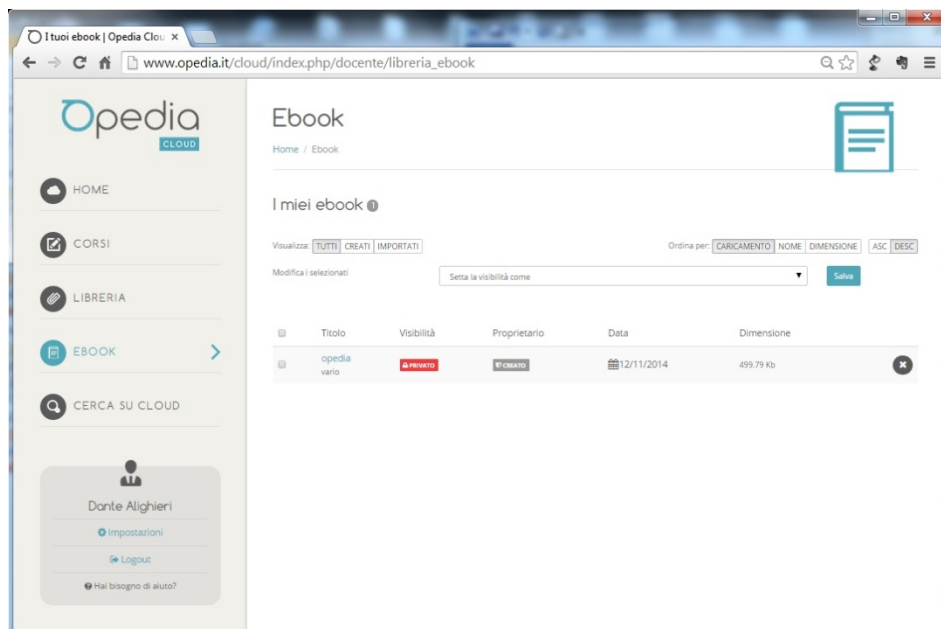 I tuoi ebook | Opedia Clou
www.opedia.it/cloud/index.php/docente/libreria_ebook
Opedia
CLOUD
HOME
CORSI
LIBRERIA
EBOOK
CERCA SU CLOUD
Dante Alighieri
Impostazioni
Logout
Hai bisogno di aiuto?
Ebook
Home / Ebook
I miei ebook 1
Visualizza: TUTTI CREATI IMPORTATI
Ordina per: CARICAMENTO NOME DIMENSIONE ASC DESC
Modifica i selezionati
Setta la visibilità come
Salva
Titolo Visibilità Proprietario Data Dimensione
opedia PRIVATO CREATO 12/11/2014 499.79 Kb
vario